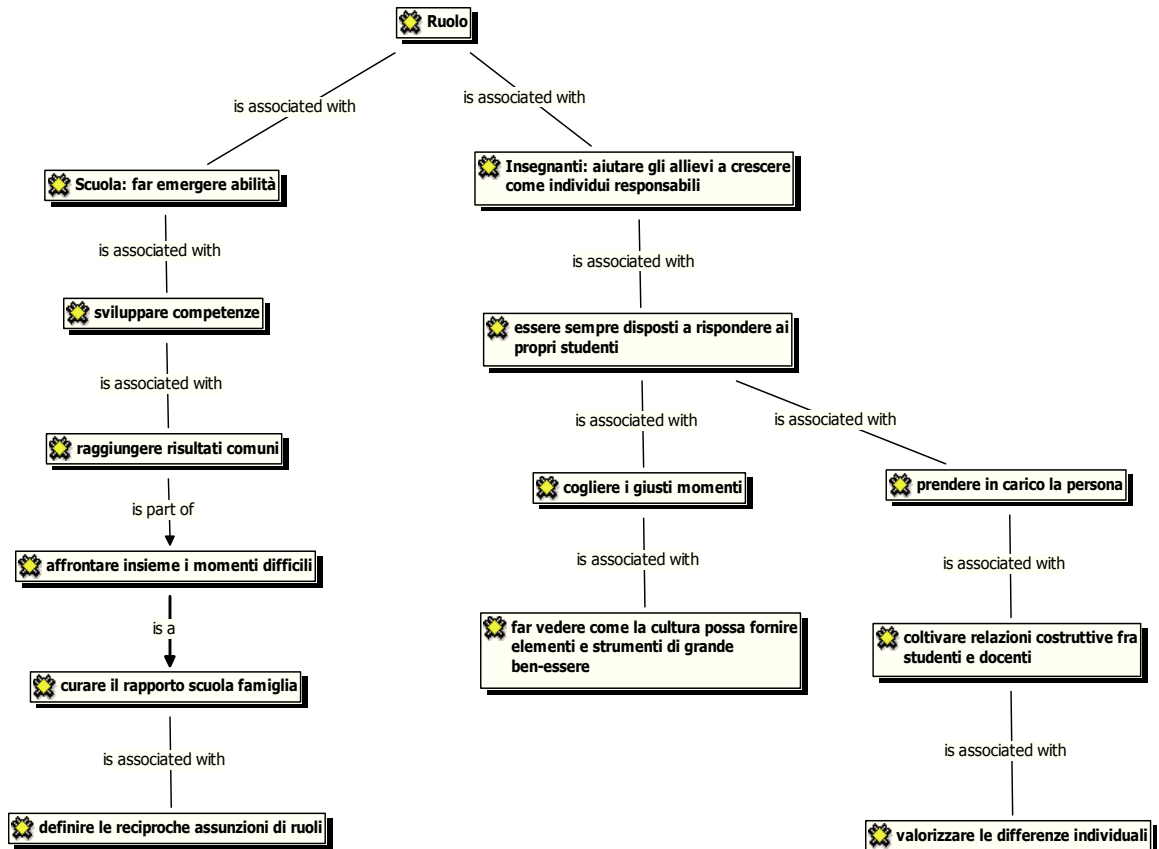 Ruolo
is associated with
is associated with
Scuola: far emergere abilità
Insegnanti: aiutare gli allievi a crescere
come individui responsabili
is associated with
is associated with
sviluppare competenze
essere sempre disposti a rispondere ai
propri studenti
is associated with
is associated with
is associated with
raggiungere risultati comuni
cogliere i giusti momenti
prendere in carico la persona
is part of
is associated with
is associated with
affrontare insieme i momenti difficili
far vedere come la cultura possa fornire
elementi e strumenti di grande
ben-essere
coltivare relazioni costruttive fra
studenti e docenti
is a
curare il rapporto scuola famiglia
is associated with
is associated with
definire le reciproche assunzioni di ruoli
valorizzare le differenze individuali